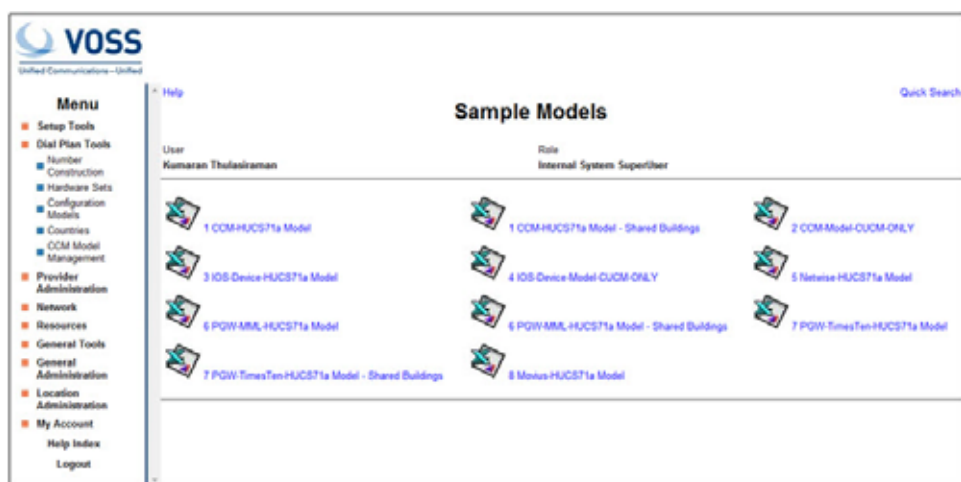 VOSS
Unified Communications - Unified
Menu
Setup Tools
Dial Plan Tools
Number
Construction
Hardware Sets
Configuration
Models
Countries
CCM Model
Management
Provider
Administration
Network
Resources
General Tools
General
Administration
Location
Administration
My Account
Help Index
Logout
Help
Quick Search
Sample Models
User
Role
Kumaran Thulasiraman
Internal System SuperUser
1 CCM-HUCS71a Model
1 CCM-HUCS71a Model - Shared Buildings
2 CCM-Model-CUCM-ONLY
3 IOS-Device-HUCS71a Model
4 IOS-Device-Model-CUCM-ONLY
5 Netwise-HUCS71a Model
6 PGW-MML-HUCS71a Model
6 PGW-MML-HUCS71a Model - Shared Buildings
7 PGW-TimesTen-HUCS71a Model
7 PGW-TimesTen-HUCS71a Model - Shared Buildings
8 Movius-HUCS71a Model